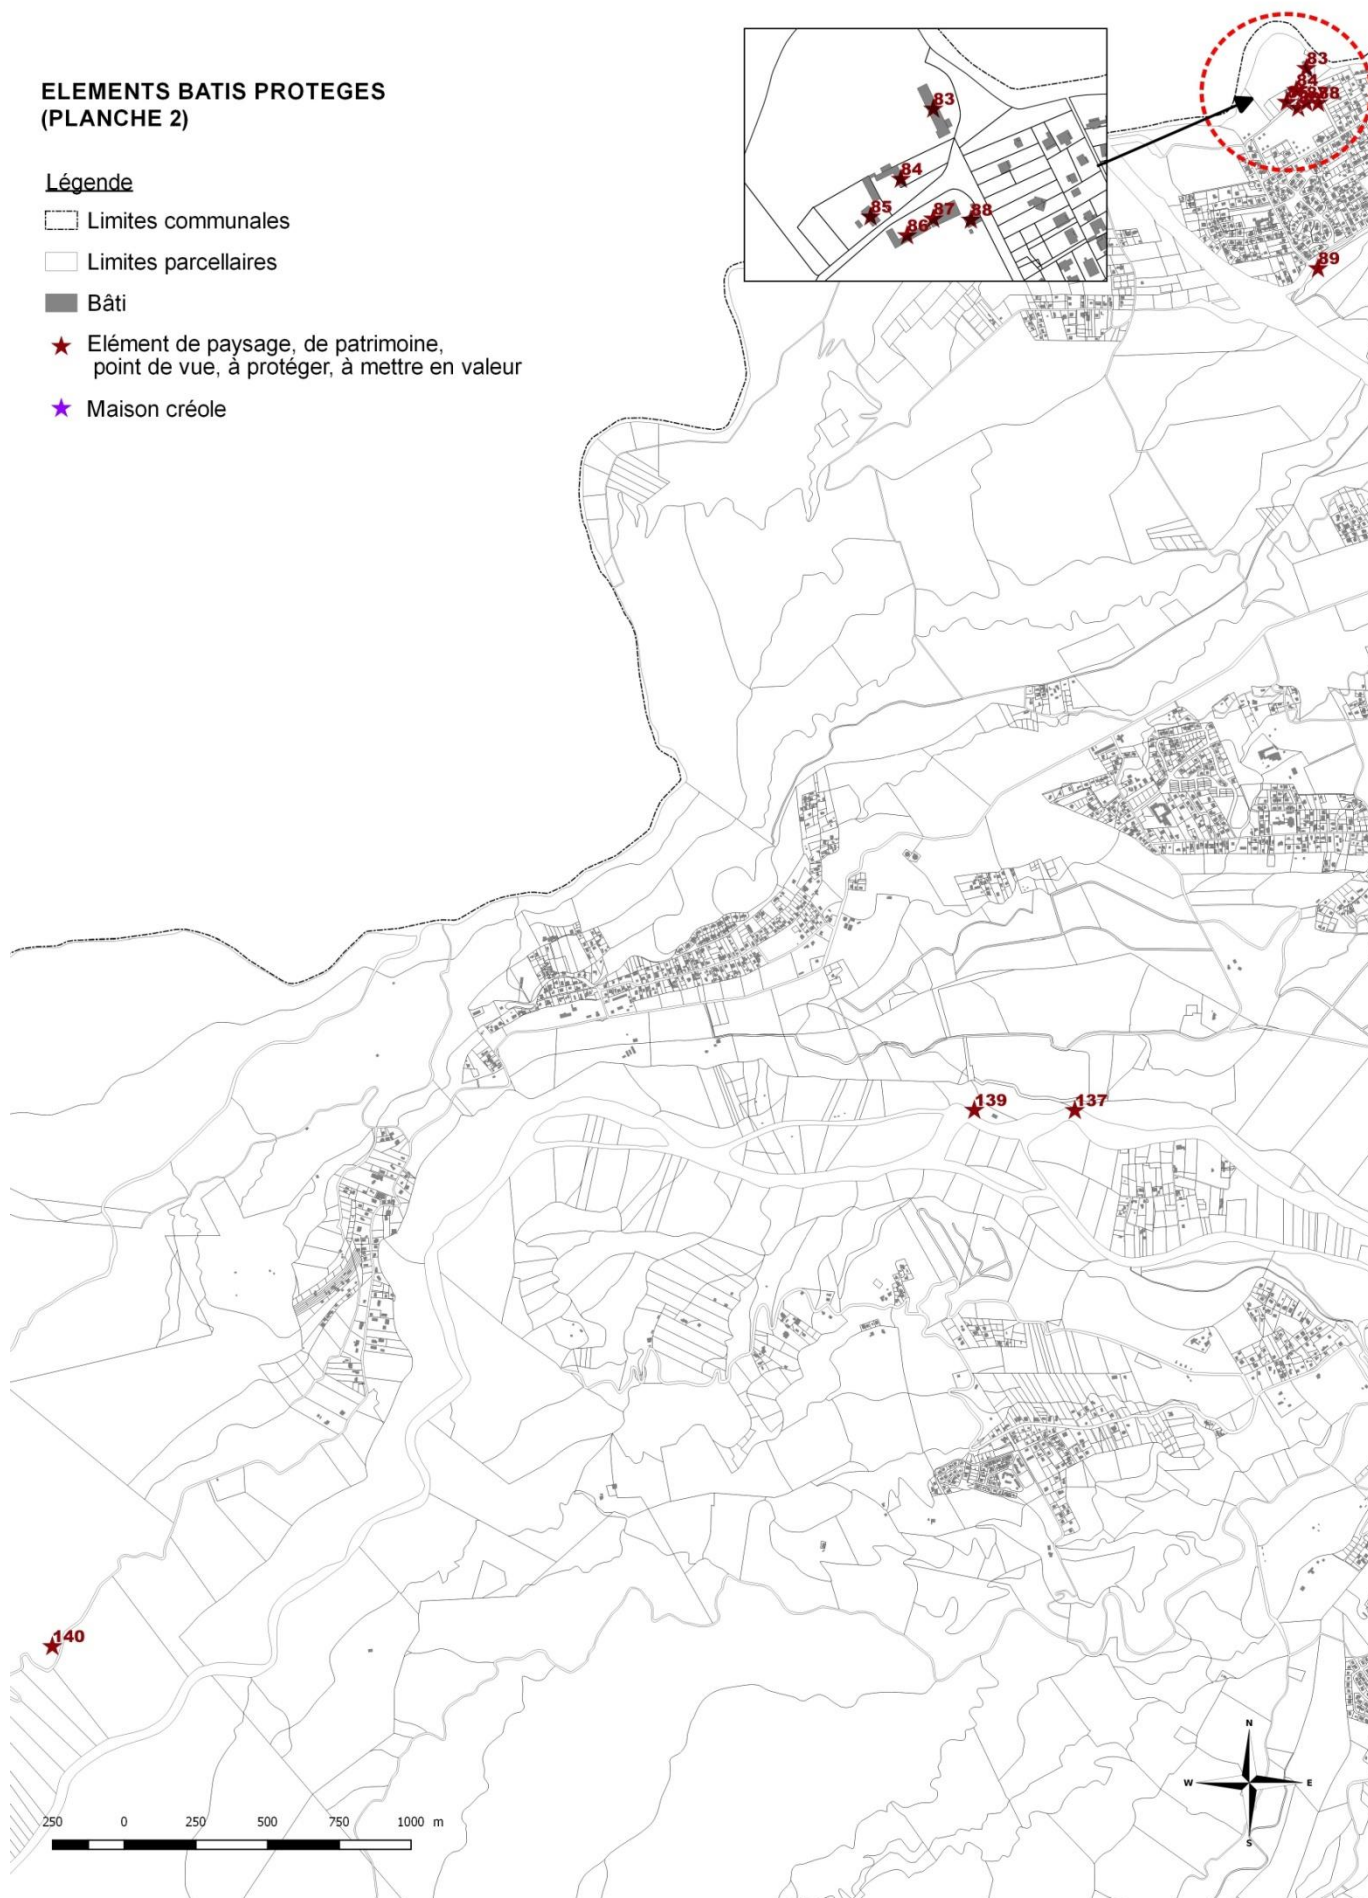 ELEMENTS BATIS PROTEGES
(PLANCHE 2)
Légende
Limites communales
Limites parcellaires
Bâti
Elément de paysage, de patrimoine,
point de vue, à protéger, à mettre en valeur
Maison créole
83
84
85
86
87
88
83
84
88
89
139
137
140
N
W
E
S
250 0 250 500 750 1000 m